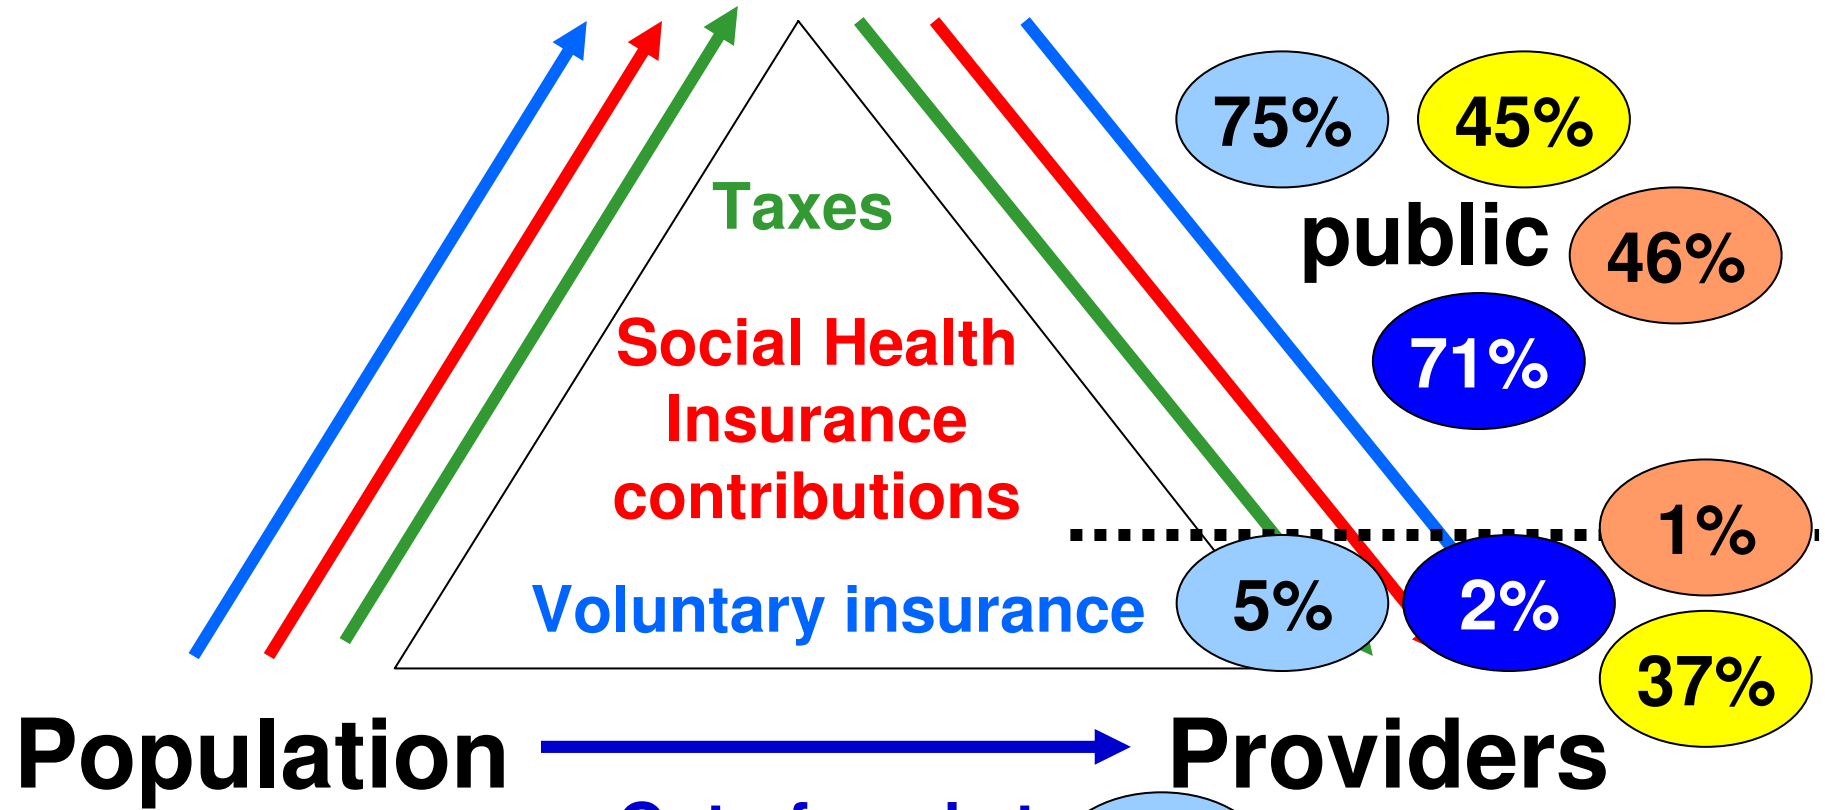 75% 45%
Taxes
public 46%
Social Health
71%
Insurance
contributions
1%
Voluntary insurance 5% 2%
37%
Population Providers